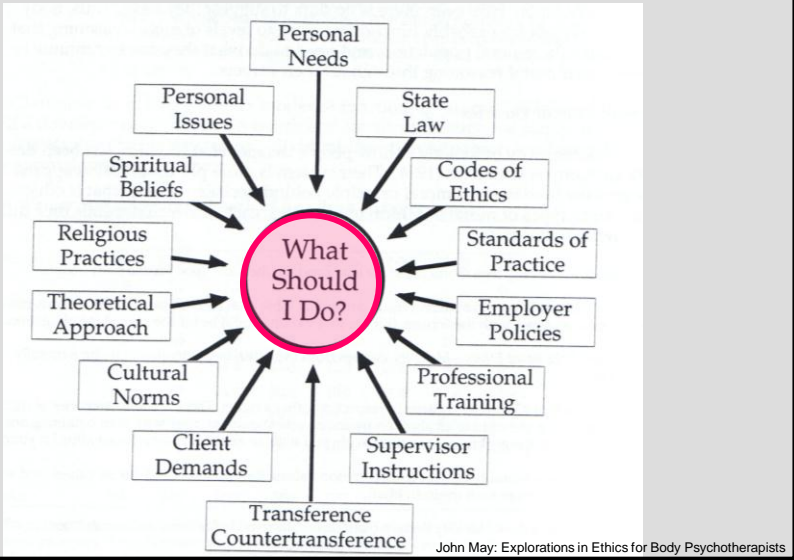 Personal
Needs
Personal
Issues
State
Law
Spiritual
Beliefs
Codes of
Ethics
Religious
Practices
Standards of
Practice
What
Should
I Do?
Theoretical
Approach
Employer
Policies
Cultural
Norms
Professional
Training
Client
Demands
Supervisor
Instructions
Transference
Countertransference
John May: Explorations in Ethics for Body Psychotherapists